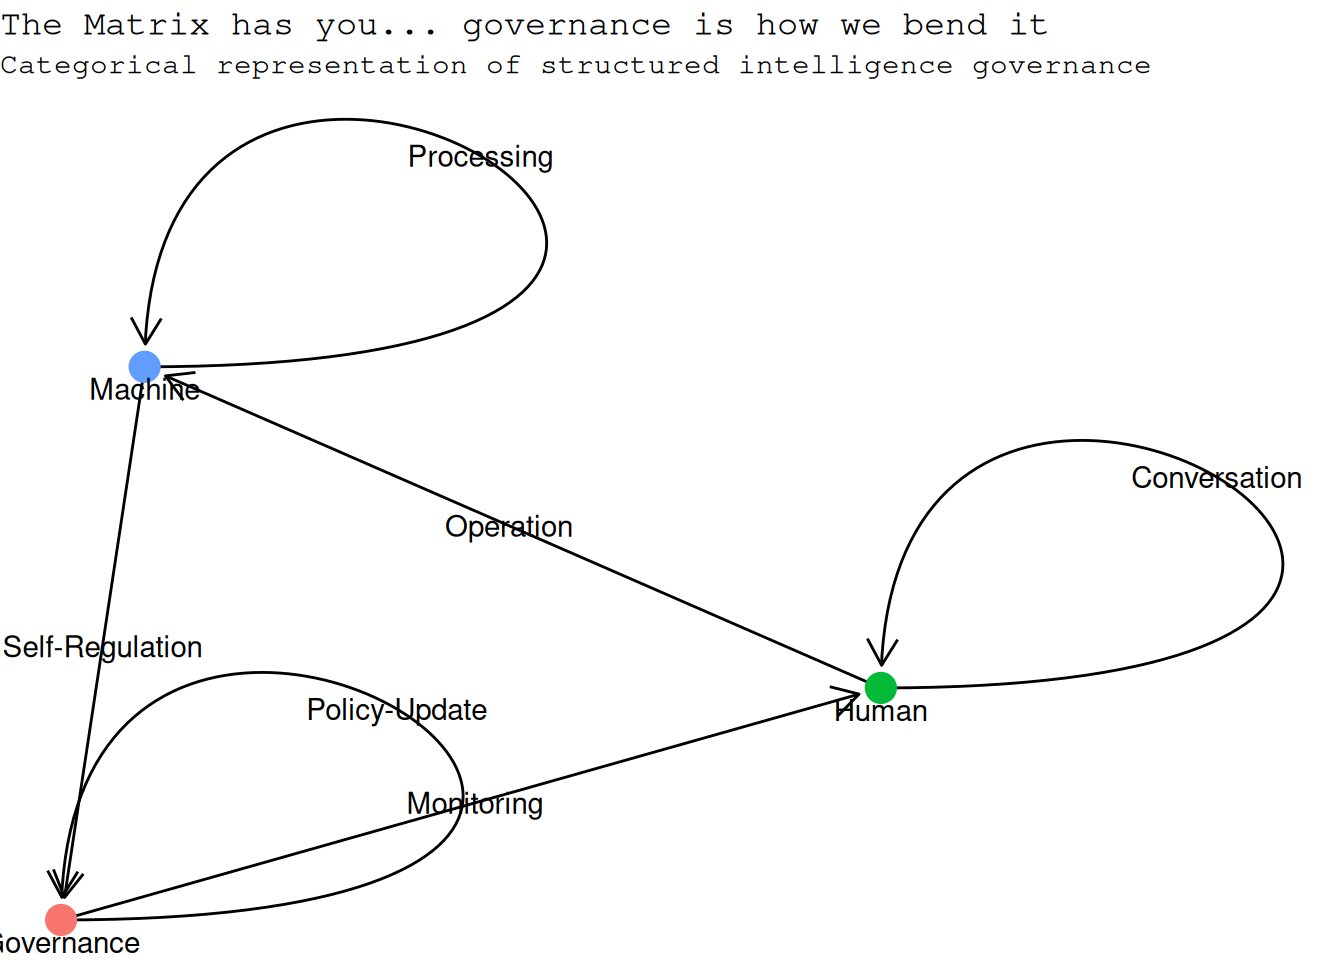 The Matrix has you... governance is how we bend it
Categorical representation of structured intelligence governance
Processing
Machine
Conversation
Operation
Self-Regulation
Policy-Update
Human
Monitoring
Governance